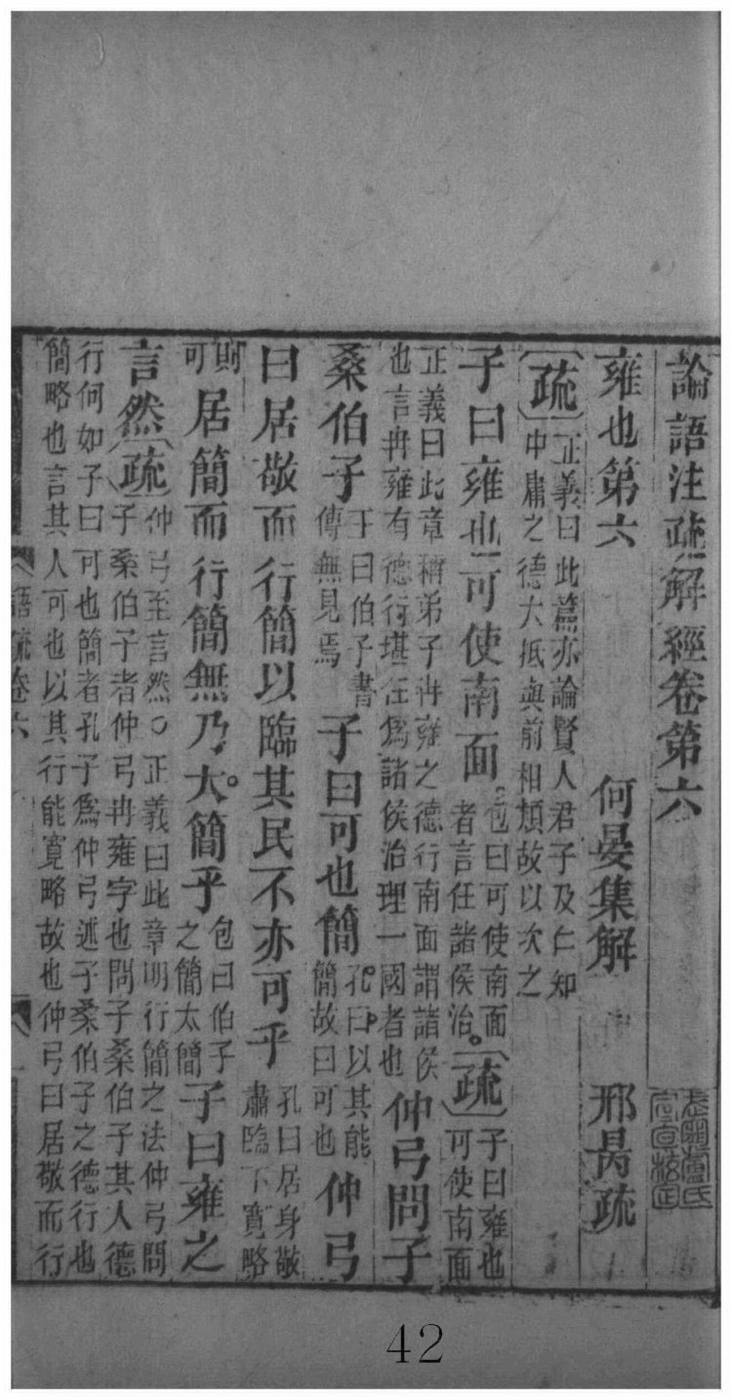 論語注疏解經卷第六
雍也第六 何晏集解 邢昺疏
疏 正義曰此篇亦論賢人君子及仁知
中庸之德大抵與前相類故以次之
子曰雍也可使南面 包曰可使南面
者言任諸侯治 疏 子曰雍也
可使南面
正義曰此章稱弟子冉雍之德行南面謂諸侯
也言冉雍有德行堪任爲諸侯治理一國者也 仲弓問子
桑伯子 王曰伯子書
傳無見焉 子曰可也簡 孔曰以其能
簡故曰可也 仲弓
曰居敬而行簡以臨其民不亦可乎 孔曰居身敬
肅臨下寬略
則
可 居簡而行簡無乃大簡乎 包曰伯子
之簡太簡 子曰雍之
言然 疏 仲弓至言然○正義曰此章明行簡之法仲弓問
子桑伯子者仲弓冉雍字也問子桑伯子其人德
行何如子曰可也簡者孔子爲仲弓述子桑伯子之德行也
簡略也言其人可也以其行能寬略故也仲弓曰居敬而行
語疏卷六
42